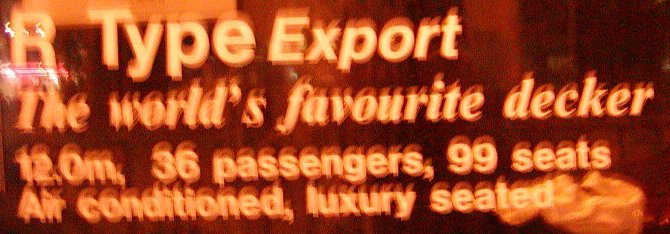 R Type Export
The world's favourite decker
12.0m, 36 passengers, 99 seats
Air conditioned, luxury seated